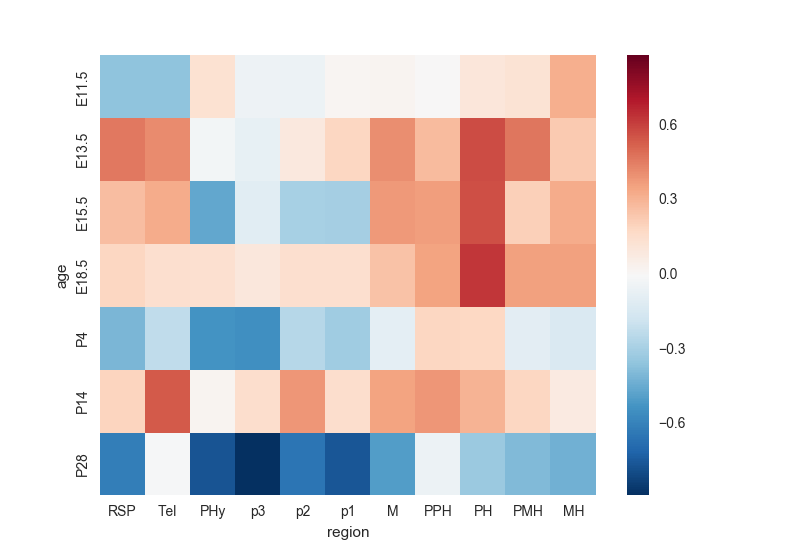 E11.5
E13.5
E15.5
E18.5
P4
P14
P28
age
RSP Tel PHy p3 p2 p1 M PPH PH PMH MH
region
0.6
0.3
0.0
−0.3
−0.6